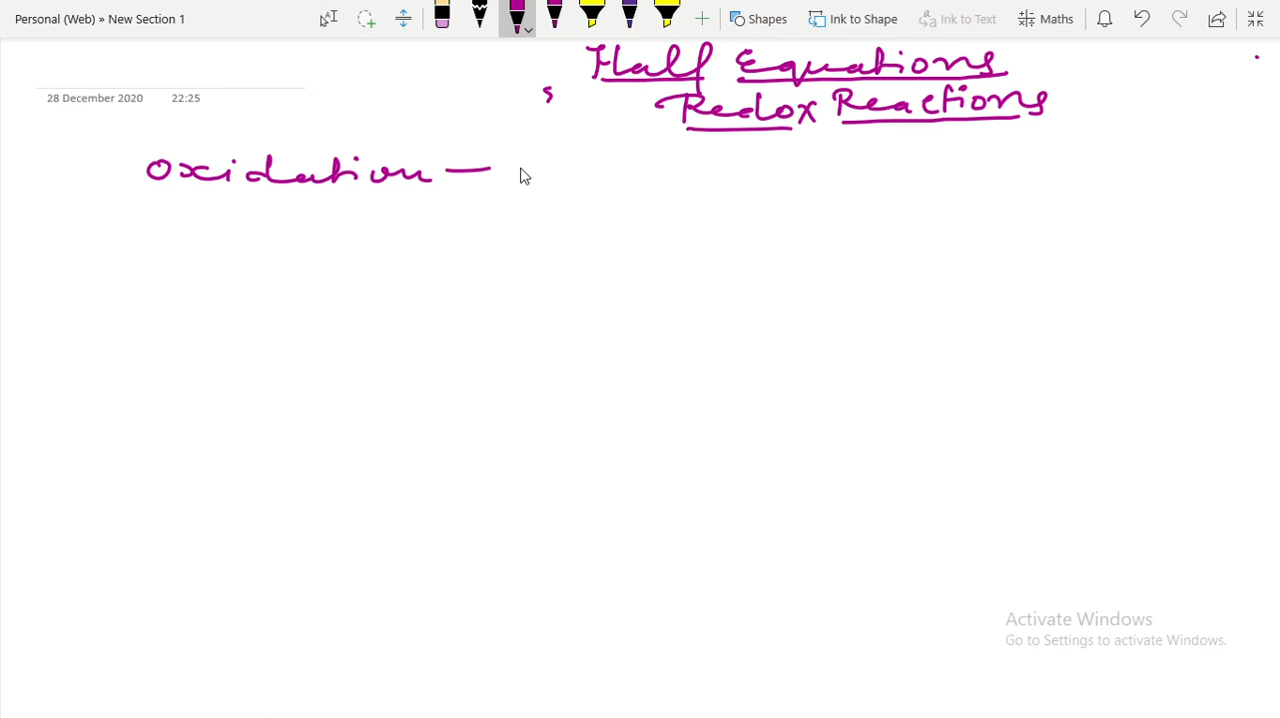 Personal (Web) » New Section 1
Shapes
Ink to Shape
Ink to Text
Maths
Half Equations
28 December 2020 22:25
s
Redox Reactions
Oxidation —
Activate Windows
Go to Settings to activate Windows.